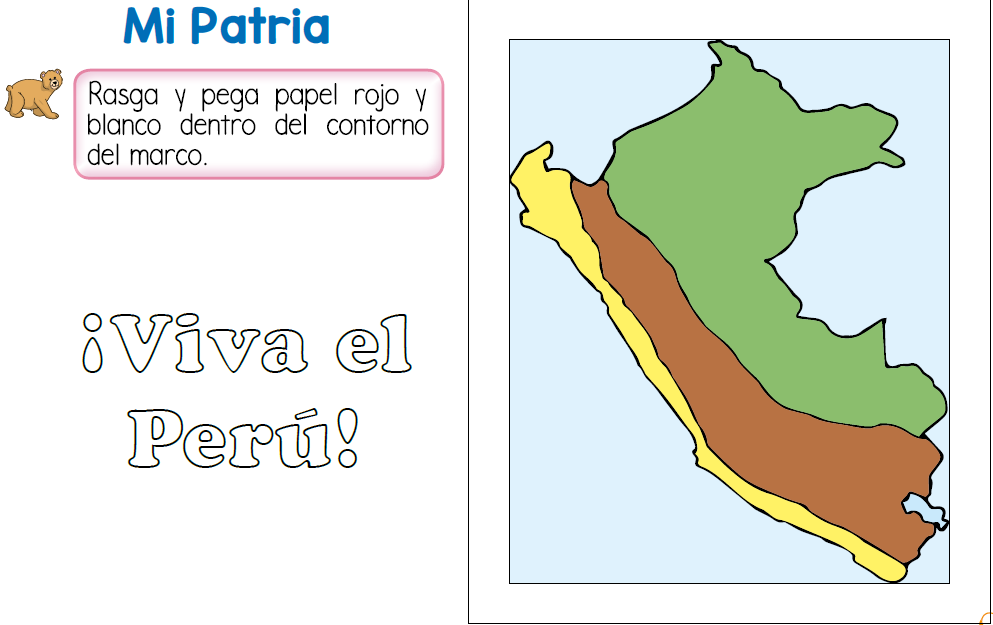 Mi Patria
Rasga y pega papel rojo y
blanco dentro del contorno
del marco.
¡Viva el
Perú!